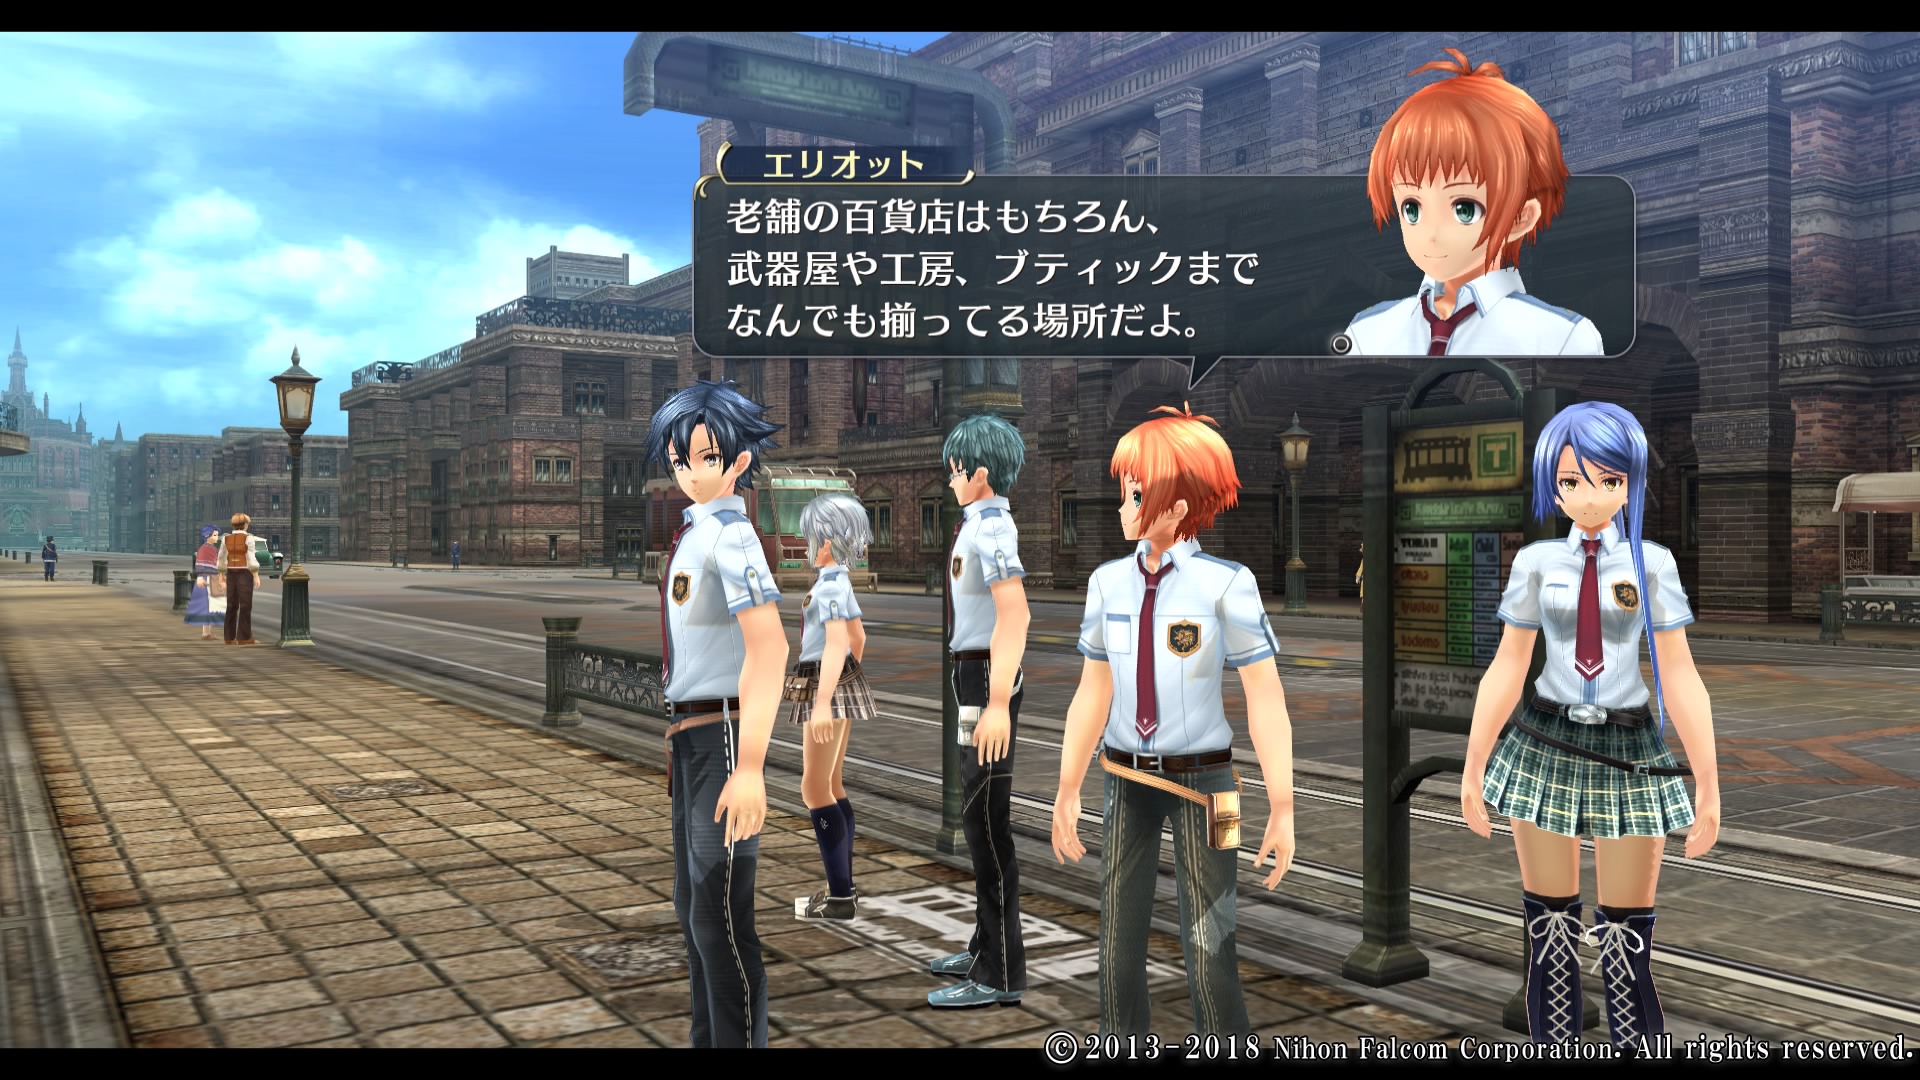 エリオット
老舗の百貨店はもちろん、
武器屋や工房、ブティックまで
なんでも揃ってる場所だよ。
T
©2013-2018 Nihon Falcom Corporation. All rights reserved.